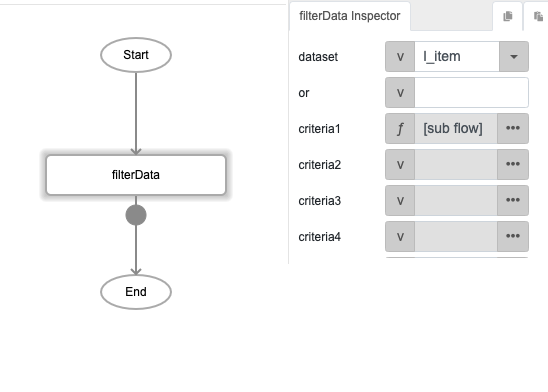 Start
filterData
End
filterData Inspector
dataset v l_item
or v
criteria1 f [sub flow] •••
criteria2 v •••
criteria3 v •••
criteria4 v •••